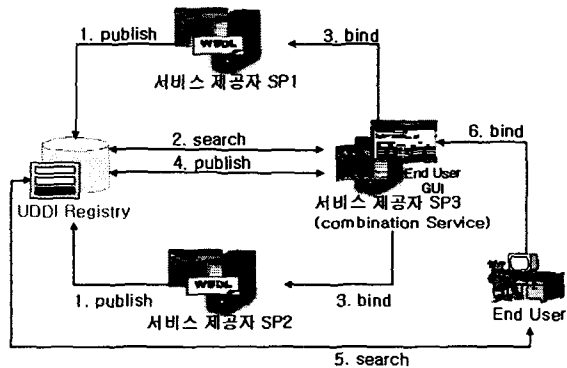 1. publish
WSDL
3. bind
서비스 제공자 SP1
2. search
6. bind
4. publish
End User
GUI
UDDI Registry
서비스 제공자 SP3
(combination Service)
1. publish
WSDL
3. bind
서비스 제공자 SP2
End User
5. search